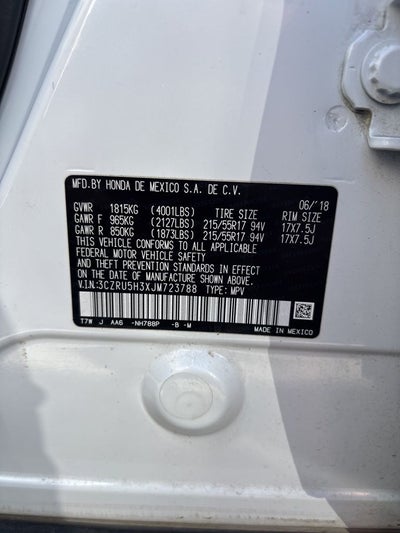 MFD.BY HONDA DE MEXICO S.A. DE C.V.
GVWR 1815KG (4001LBS) TIRE SIZE 06/'18 RIM SIZE
GAWR F 965KG (2127LBS) 215/55R17 94V 17X7.5J
GAWR R 850KG (1873LBS) 215/55R17 94V 17X7.5J
THIS VEHICLE CONFORMS TO ALL APPLICABLE
FEDERAL MOTOR VEHICLE SAFETY
AND THEFT PREVENTION STANDARDS IN EFFECT
ON THE DATE OF MANUFACTURE SHOWN ABOVE.
V.I.N:3CZRU5H3XJM723788 TYPE: MPV
T7W J AA6 -NH788P -B -M MADE IN MEXICO